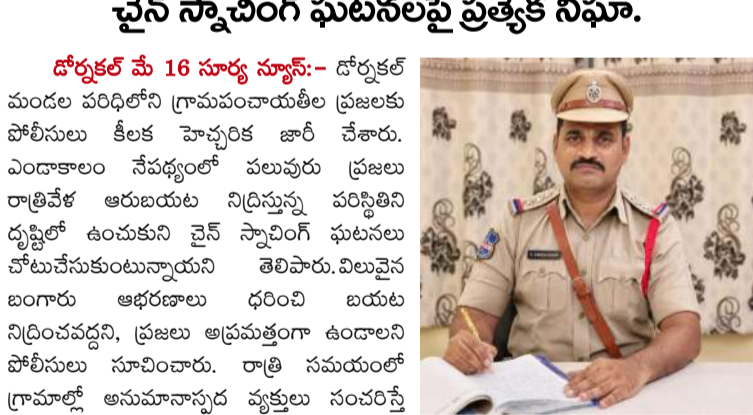 చైన్ స్నాచింగ్ ఘటనలపై ప్రత్యేక నిఘా.
డోర్నకల్ మే 16 సూర్య న్యూస్:– డోర్నకల్
మండల పరిధిలోని గ్రామపంచాయతీల ప్రజలకు
పోలీసులు కీలక హెచ్చరిక జారీ చేశారు.
ఎండాకాలం నేపథ్యంలో పలువురు ప్రజలు
రాత్రివేళ ఆరుబయట నిద్రిస్తున్న పరిస్థితిని
దృష్టిలో ఉంచుకుని చైన్ స్నాచింగ్ ఘటనలు
చోటుచేసుకుంటున్నాయని తెలిపారు.విలువైన
బంగారు ఆభరణాలు ధరించి బయట
నిద్రించవద్దని, ప్రజలు అప్రమత్తంగా ఉండాలని
పోలీసులు సూచించారు. రాత్రి సమయంలో
గ్రామాల్లో అనుమానాస్పద వ్యక్తులు సంచరిస్తే